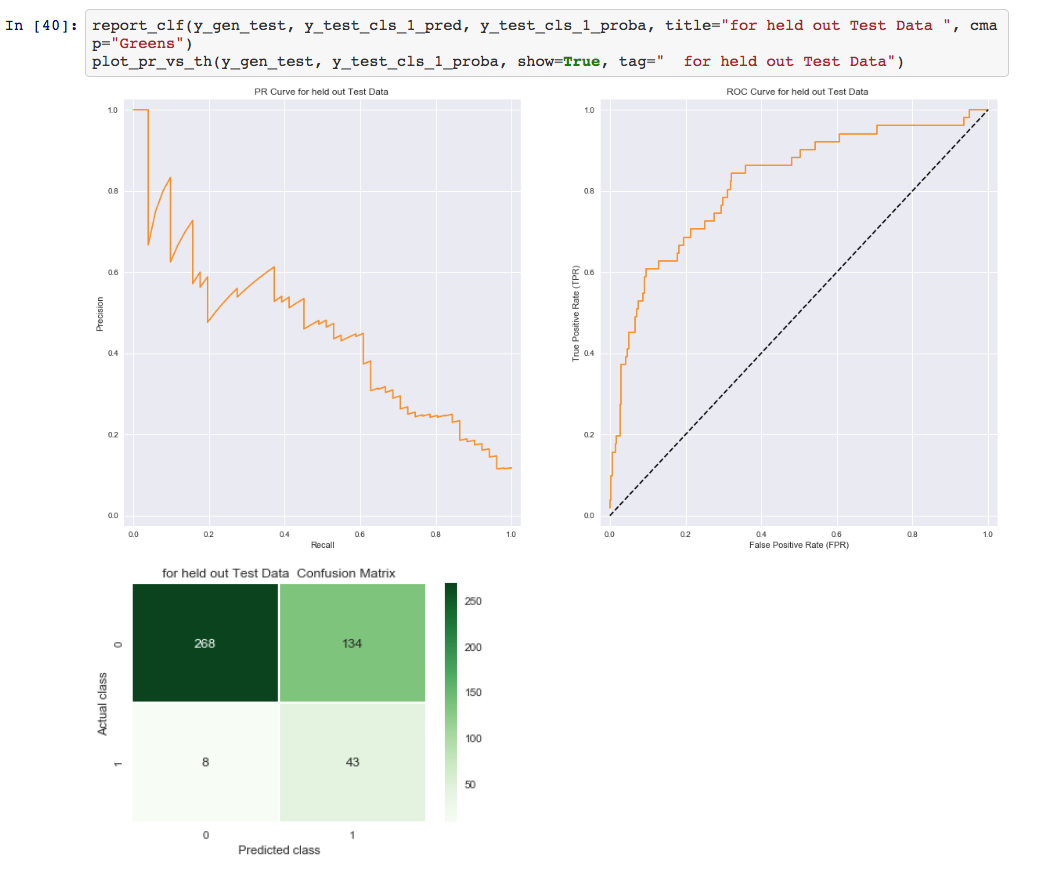 In [40]: report_clf(y_gen_test, y_test_cls_1_pred, y_test_cls_1_proba, title="for held out Test Data ", cma
p="Greens")
plot_pr_vs_th(y_gen_test, y_test_cls_1_proba, show=True, tag="  for held out Test Data")
PR Curve for held out Test Data
1.0
0.8
0.6
0.4
0.2
0.0
Precision
0.0 0.2 0.4 0.6 0.8 1.0
Recall
ROC Curve for held out Test Data
1.0
0.8
0.6
0.4
0.2
0.0
True Positive Rate (TPR)
0.0 0.2 0.4 0.6 0.8 1.0
False Positive Rate (FPR)
for held out Test Data  Confusion Matrix
Actual class
0
268 134
1
8 43
0 1
Predicted class
250
200
150
100
50